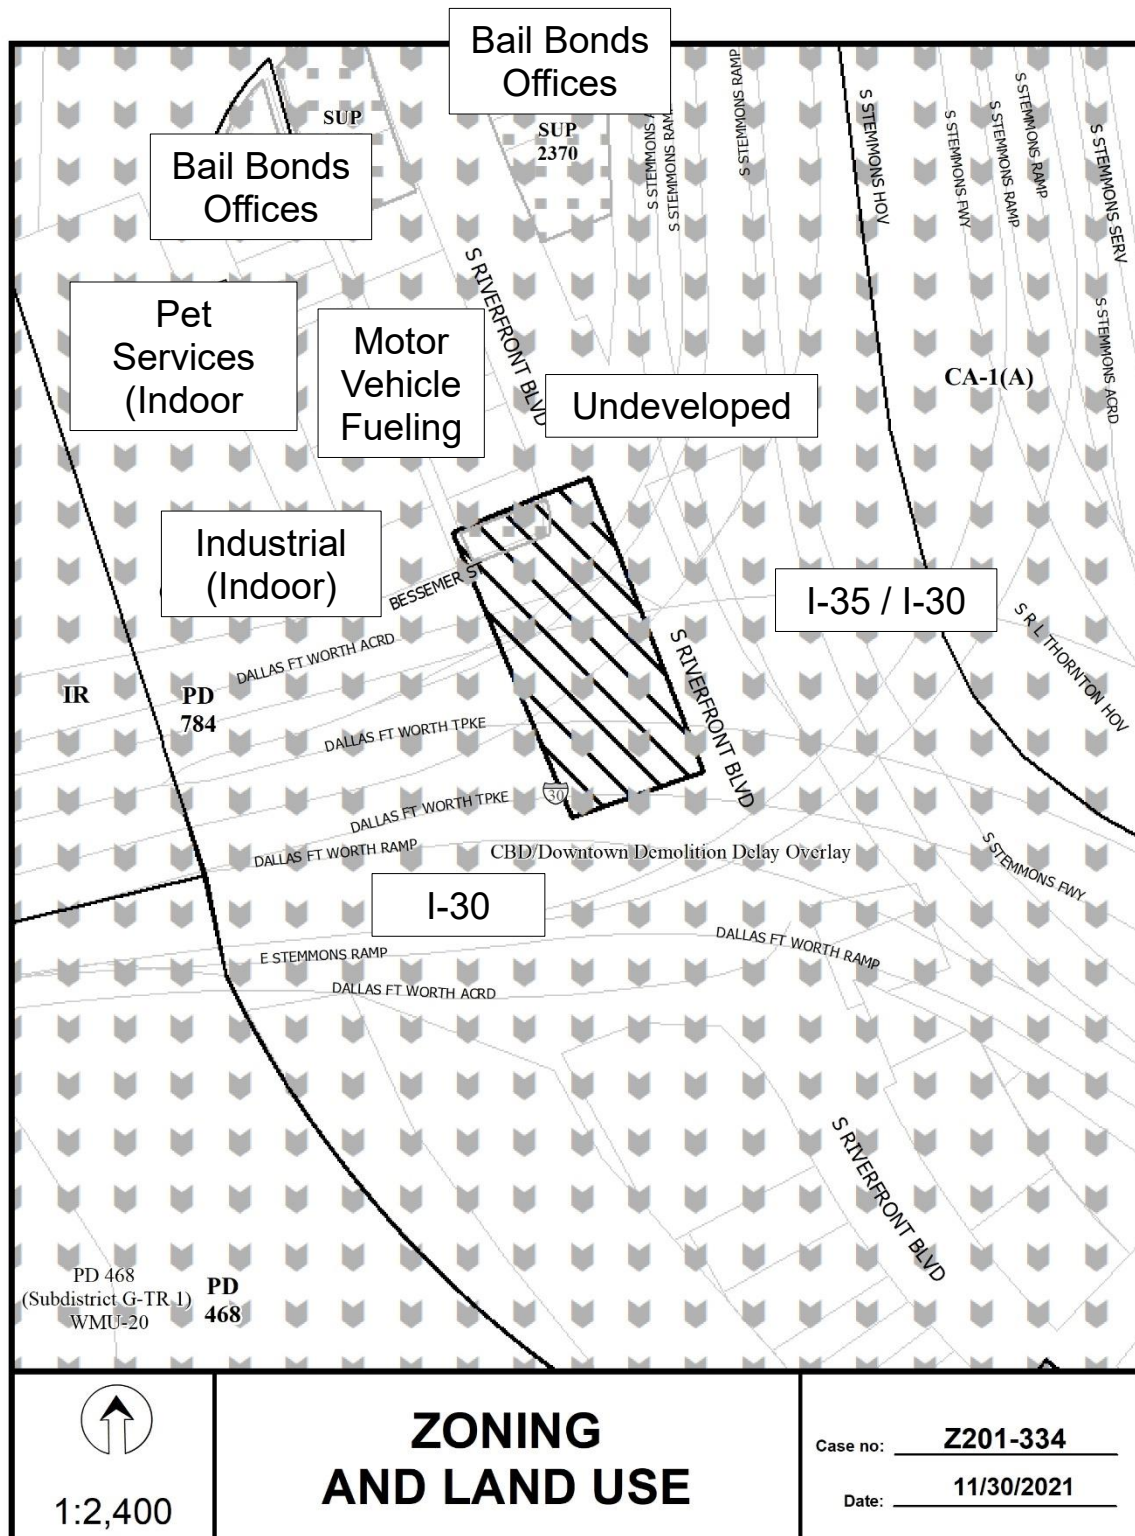 Bail Bonds
Offices
SUP
SUP
2370
Bail Bonds
Offices
S STEMMONS RAMP
S STEMMONS RAMP
S STEMMONS HOV
S STEMMONS FWY
S STEMMONS RAMP
S STEMMONS RAMP
S STEMMONS SERV
S STEMMONS ACRD
S RIVERFRONT BLVD
Pet
Services
(Indoor
Motor
Vehicle
Fueling
Undeveloped
CA-1(A)
Industrial
(Indoor)
BESSEMER S
I-35 / I-30
S R L THORNTON HOV
DALLAS FT WORTH ACRD
S RIVERFRONT BLVD
IR
PD
784
DALLAS FT WORTH TPKE
30
DALLAS FT WORTH TPKE
DALLAS FT WORTH RAMP
CBD/Downtown Demolition Delay Overlay
S STEMMONS FWY
I-30
DALLAS FT WORTH RAMP
E STEMMONS RAMP
DALLAS FT WORTH ACRD
S RIVERFRONT BLVD
PD 468
(Subdistrict G-TR 1)
WMU-20
PD
468
1:2,400
ZONING
AND LAND USE
Case no: Z201-334
Date: 11/30/2021